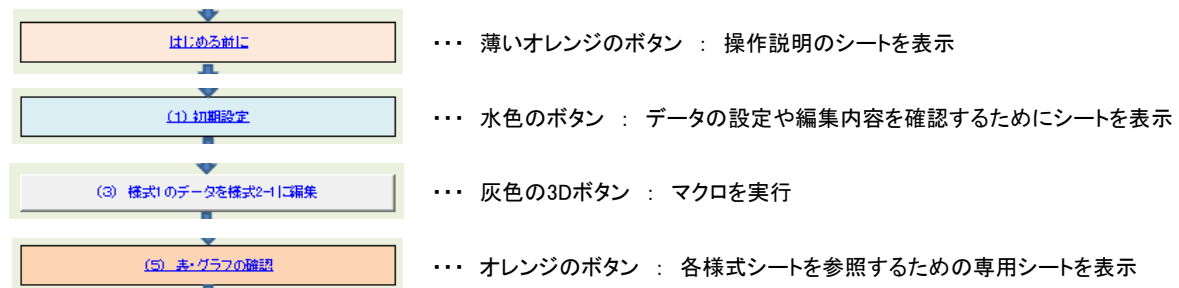 はじめる前に ・・・ 薄いオレンジのボタン ： 操作説明のシートを表示
(1) 初期設定 ・・・ 水色のボタン ： データの設定や編集内容を確認するためにシートを表示
(3) 様式1のデータを様式2-1に編集 ・・・ 灰色の3Dボタン ： マクロを実行
(5) 表・グラフの確認 ・・・ オレンジのボタン ： 各様式シートを参照するための専用シートを表示